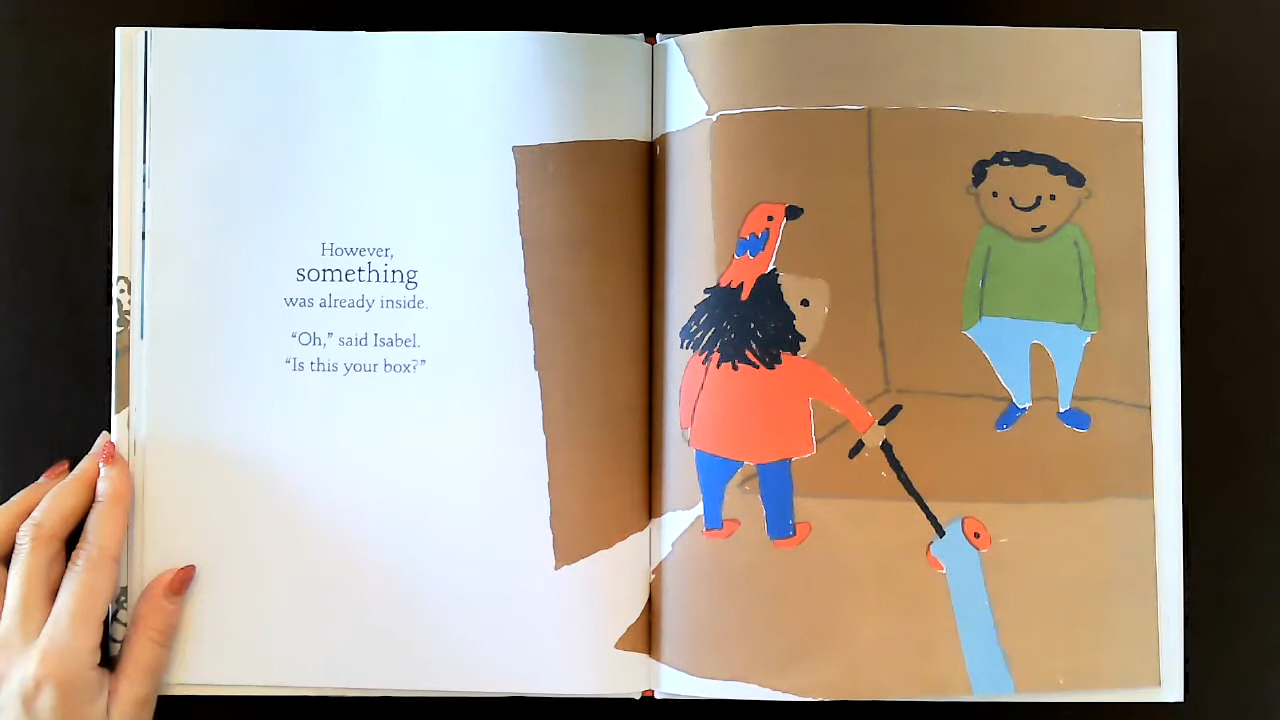 However,
something
was already inside.
“Oh,” said Isabel.
“Is this your box?”